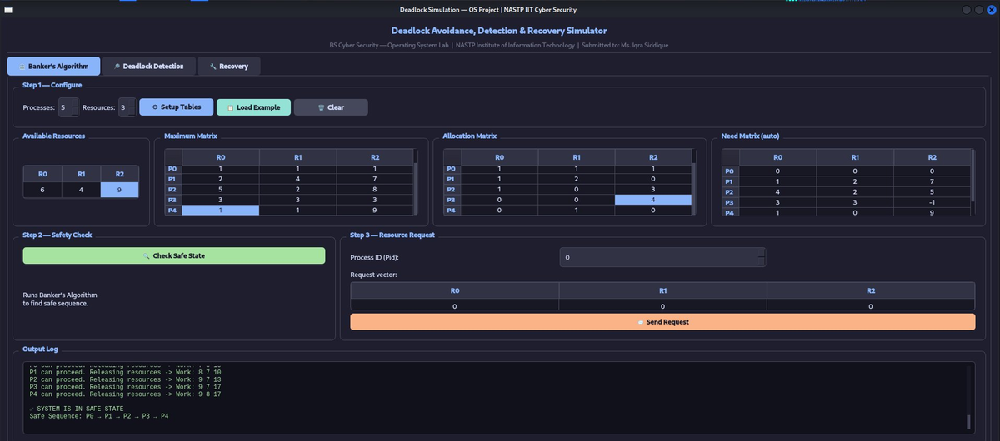 Deadlock Simulation — OS Project | NASTP IIT Cyber Security
Deadlock Avoidance, Detection & Recovery Simulator
BS Cyber Security — Operating System Lab | NASTP Institute of Information Technology | Submitted to: Ms. Iqra Siddique
Banker's Algorithm Deadlock Detection Recovery
Step 1 — Configure
Processes: 5 Resources: 3 Setup Tables Load Example Clear
Available Resources
R0 R1 R2
6 4 9
Maximum Matrix
R0 R1 R2
P0 1 1 1
P1 2 4 7
P2 5 2 8
P3 3 3 3
P4 1 1 9
Allocation Matrix
R0 R1 R2
P0 1 1 1
P1 1 2 0
P2 1 0 3
P3 0 0 4
P4 0 1 0
Need Matrix (auto)
R0 R1 R2
P0 0 0 0
P1 1 2 7
P2 4 2 5
P3 3 3 -1
P4 1 0 9
Step 2 — Safety Check
Check Safe State
Runs Banker's Algorithm
to find safe sequence.
Step 3 — Resource Request
Process ID (Pid): 0
Request vector:
R0 R1 R2
0 0 0
Send Request
Output Log
P1 can proceed. Releasing resources -> Work: 8 7 10
P2 can proceed. Releasing resources -> Work: 9 7 13
P3 can proceed. Releasing resources -> Work: 9 7 17
P4 can proceed. Releasing resources -> Work: 9 8 17
✓ SYSTEM IS IN SAFE STATE
Safe Sequence: P0 → P1 → P2 → P3 → P4